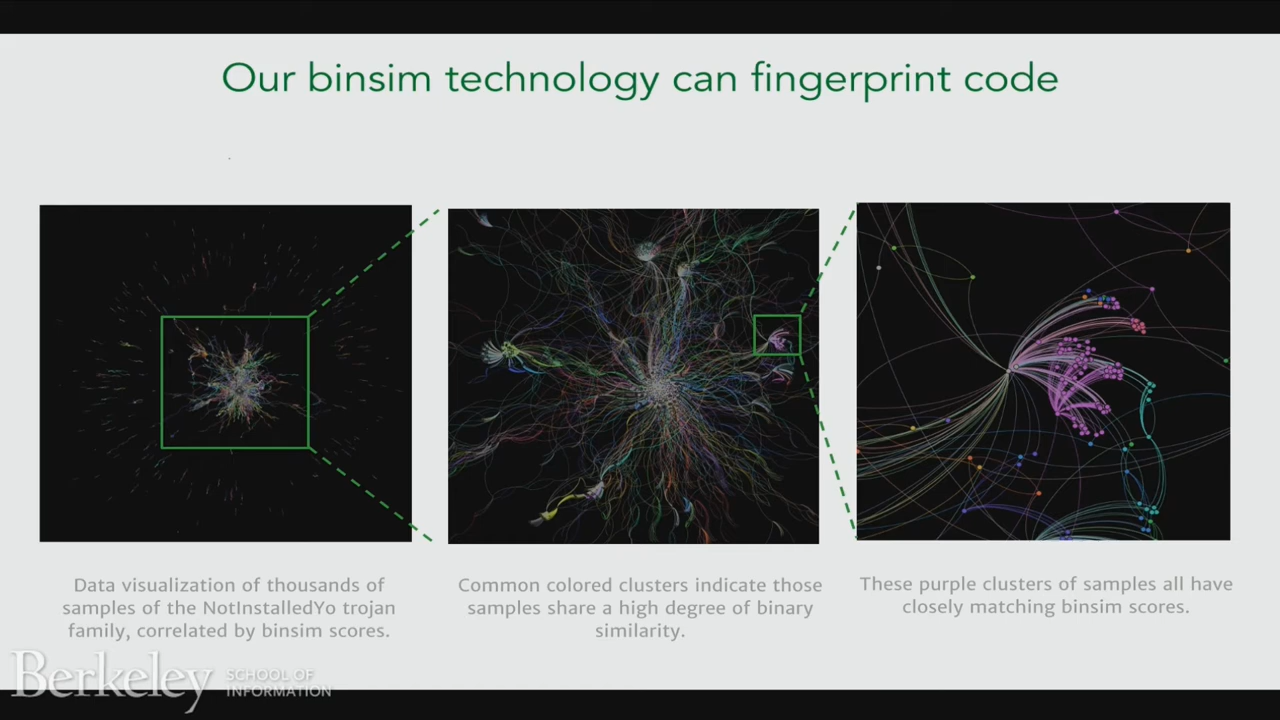 Our binsim technology can fingerprint code
Data visualization of thousands of
samples of the NotInstalledYo trojan
family, correlated by binsim scores.
Common colored clusters indicate those
samples share a high degree of binary
similarity.
These purple clusters of samples all have
closely matching binsim scores.
Berkeley
SCHOOL OF
INFORMATION